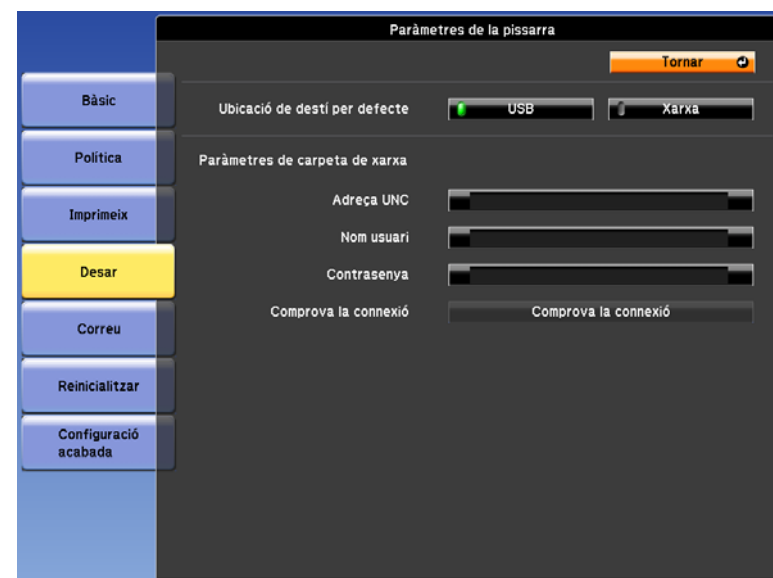 Paràmetres de la pissarra
Tornar
Bàsic
Ubicació de destí per defecte
USB
Xarxa
Política
Paràmetres de carpeta de xarxa
Adreça UNC
Imprimeix
Nom usuari
Desar
Contrasenya
Comprova la connexió
Comprova la connexió
Correu
Reinicialitzar
Configuració
acabada